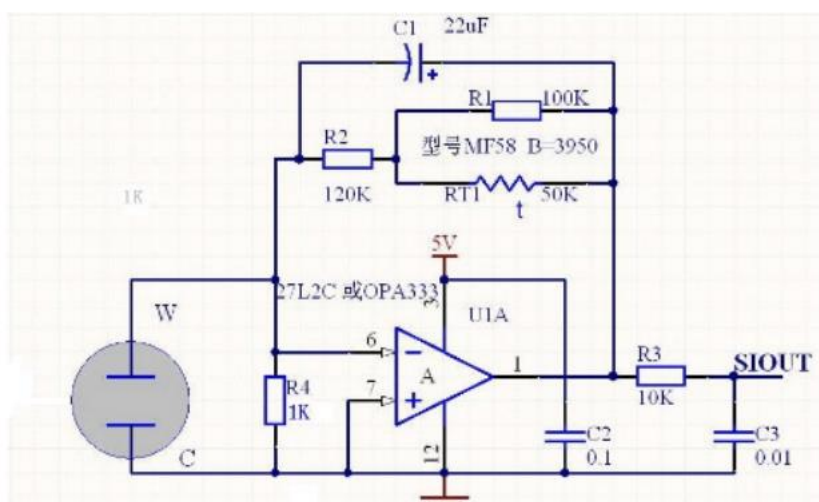 C1 22uF
+
R1 100K
R2
型号MF58 B=3950
120K
RT1 50K
t
1K
5V
27L2C 或OPA333
3
W
U1A
6
-
A
1
R3
SIOUT
R4
1K
7
+
10K
C
12
C2
0.1
C3
0.01